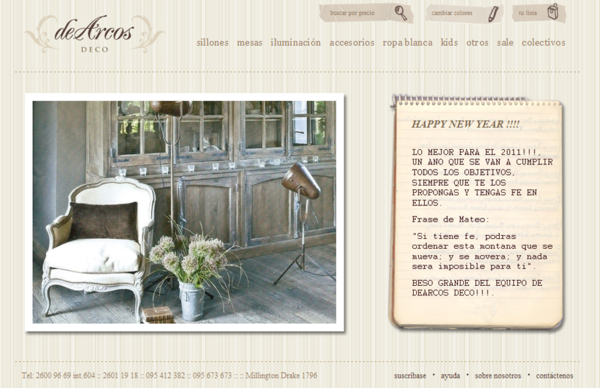 buscar por precio
cambiar colores
tu lista
deArcos
DECO
sillones mesas iluminación accesorios ropa blanca kids otros sale colectivos
HAPPY NEW YEAR !!!!
LO MEJOR PARA EL 2011!!!,
UN AÑO QUE SE VAN A CUMPLIR
TODOS LOS OBJETIVOS,
SIEMPRE QUE TE LOS
PROPONGAS Y TENGAS FE EN
ELLOS.
Frase de Mateo:
"Si tiene fe, podras
ordenar esta montana que se
mueva; y se movera; y nada
sera imposible para ti".
BESO GRANDE DEL EQUIPO DE
DEARCOS DECO!!!.
Tel: 2600 96 69 int 604 :: 2601 19 18 :: 095 412 382 :: 095 673 673 :: :: Millington Drake 1796
suscribase • ayuda • sobre nosotros • contáctenos